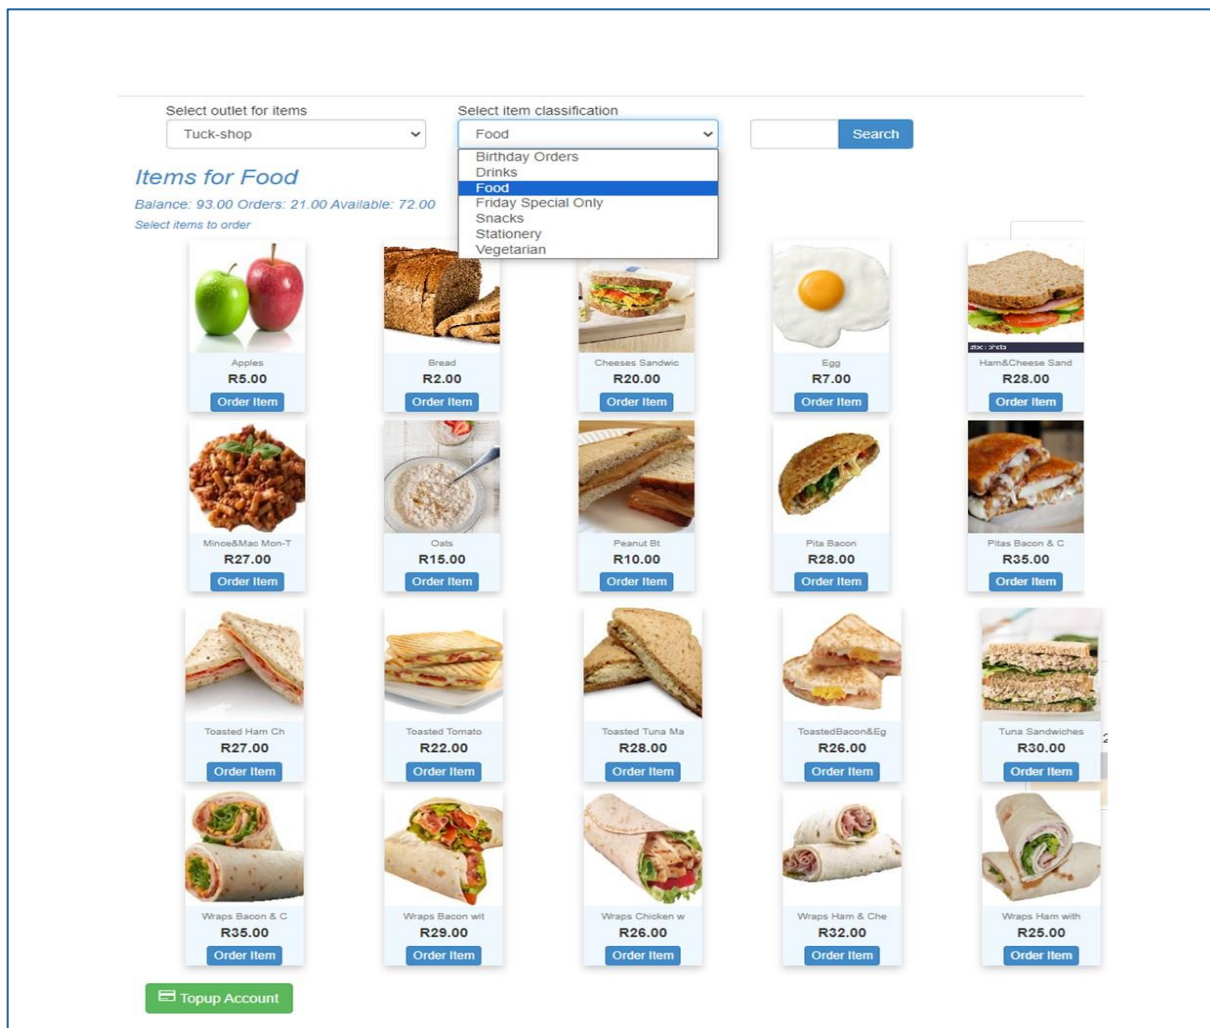 Select outlet for items
Select item classification
Tuck-shop
Food
Search
Birthday Orders
Drinks
Food
Friday Special Only
Snacks
Stationery
Vegetarian
Items for Food
Balance: 93.00 Orders: 21.00 Available: 72.00
Select items to order
Apples
R5.00
Order Item
Bread
R2.00
Order Item
Cheeses Sandwic
R20.00
Order Item
Egg
R7.00
Order Item
Ham&Cheese Sand
R28.00
Order Item
Mince&Mac Mon-T
R27.00
Order Item
Oats
R15.00
Order Item
Peanut Bt
R10.00
Order Item
Pita Bacon
R28.00
Order Item
Pitas Bacon & C
R35.00
Order Item
Toasted Ham Ch
R27.00
Order Item
Toasted Tomato
R22.00
Order Item
Toasted Tuna Ma
R28.00
Order Item
ToastedBacon&Eg
R26.00
Order Item
Tuna Sandwiches
R30.00
Order Item
Wraps Bacon & C
R35.00
Order Item
Wraps Bacon wit
R29.00
Order Item
Wraps Chicken w
R26.00
Order Item
Wraps Ham & Che
R32.00
Order Item
Wraps Ham with
R25.00
Order Item
Topup Account